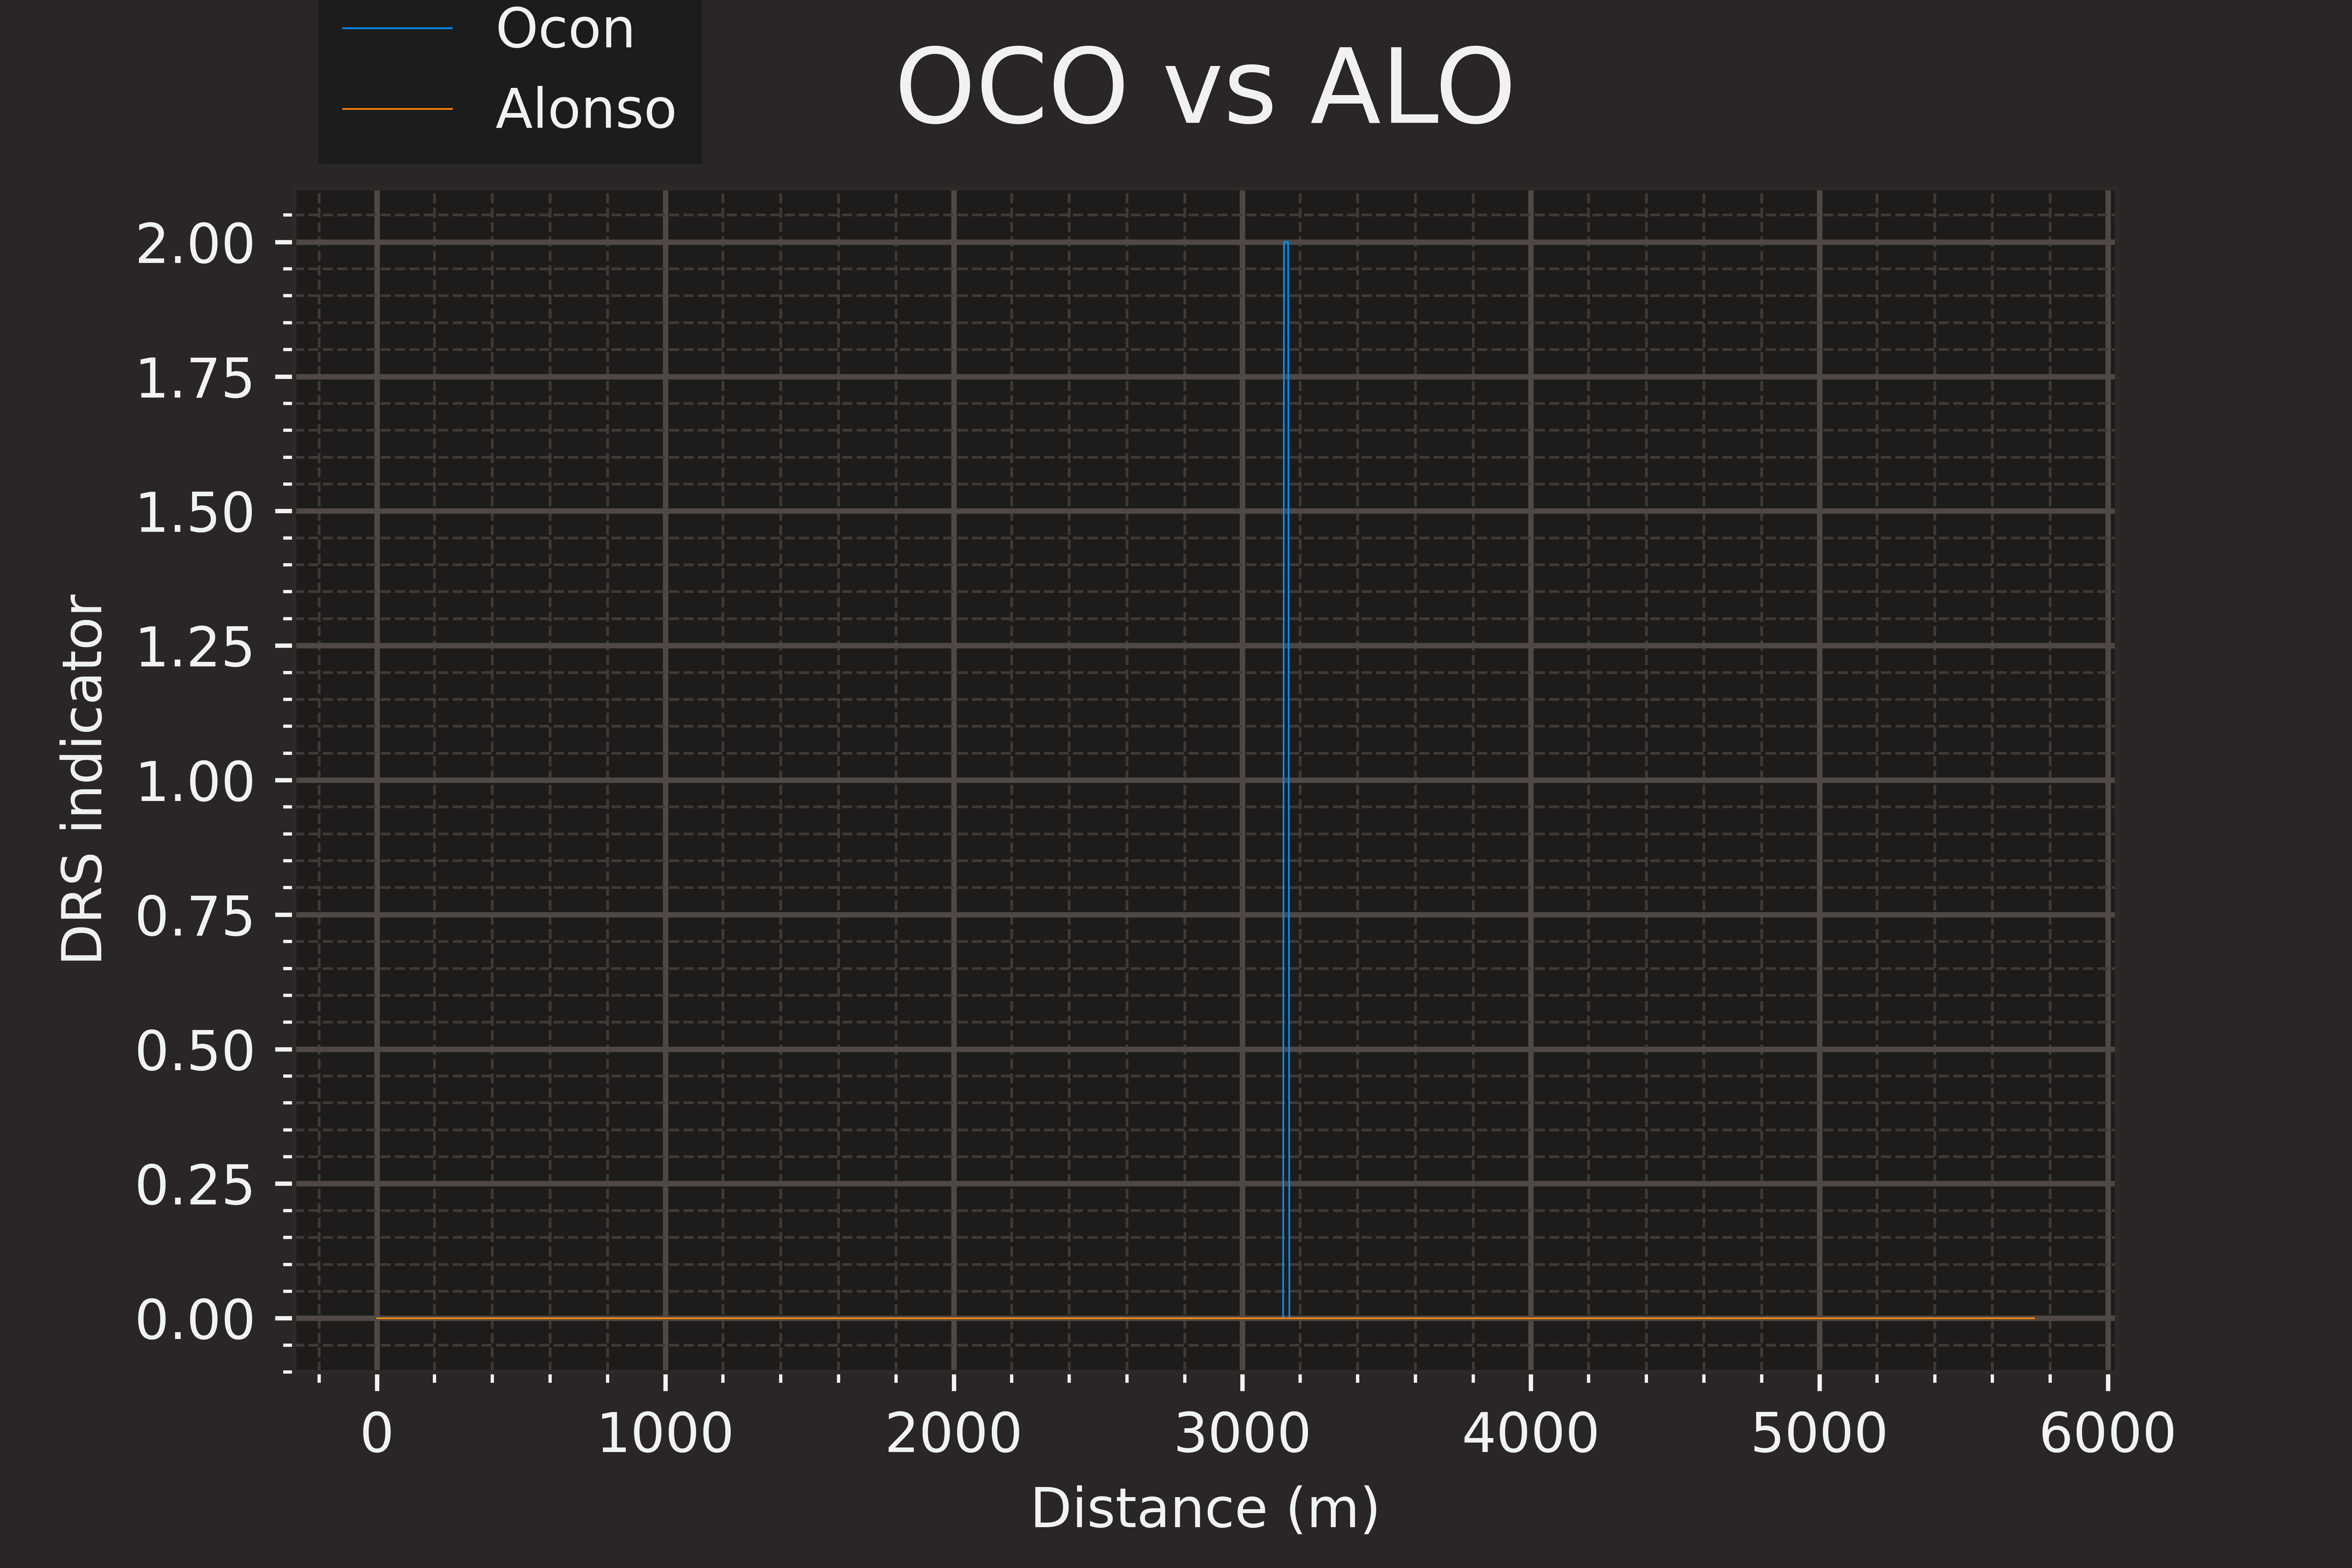 Ocon
Alonso
OCO vs ALO
DRS indicator
2.00
1.75
1.50
1.25
1.00
0.75
0.50
0.25
0.00
0 1000 2000 3000 4000 5000 6000
Distance (m)